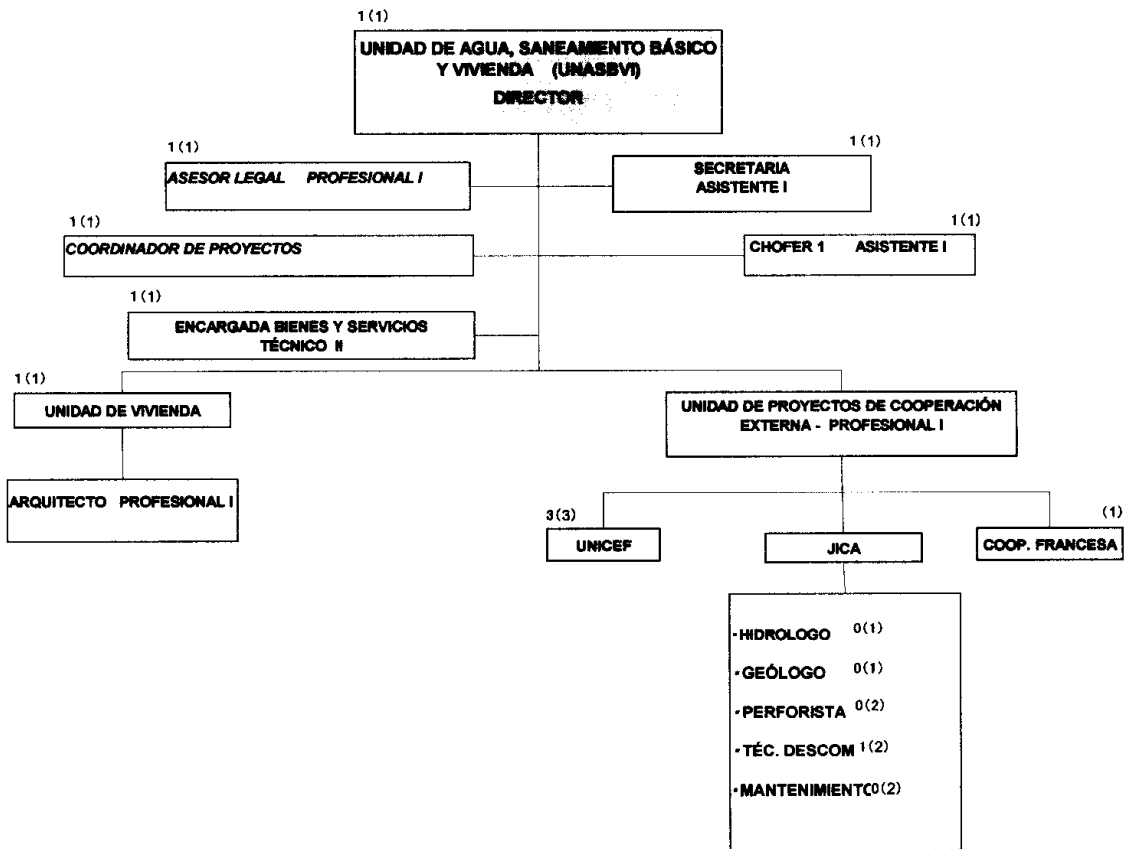 1(1)
UNIDAD DE AGUA, SANEAMIENTO BÁSICO
Y VIVIENDA (UNASBVI)
DIRECTOR
1(1)
ASESOR LEGAL PROFESIONAL I
1(1)
SECRETARIA
ASISTENTE I
1(1)
COORDINADOR DE PROYECTOS
1(1)
CHOFER 1 ASISTENTE I
1(1)
ENCARGADA BIENES Y SERVICIOS
TÉCNICO II
1(1)
UNIDAD DE VIVIENDA
UNIDAD DE PROYECTOS DE COOPERACIÓN
EXTERNA - PROFESIONAL I
ARQUITECTO PROFESIONAL I
3(3)
UNICEF
JICA
(1)
COOP. FRANCESA
·HIDROLOGO 0(1)
·GEÓLOGO 0(1)
·PERFORISTA 0(2)
·TÉC. DESCOM 1(2)
·MANTENIMIENTO 0(2)